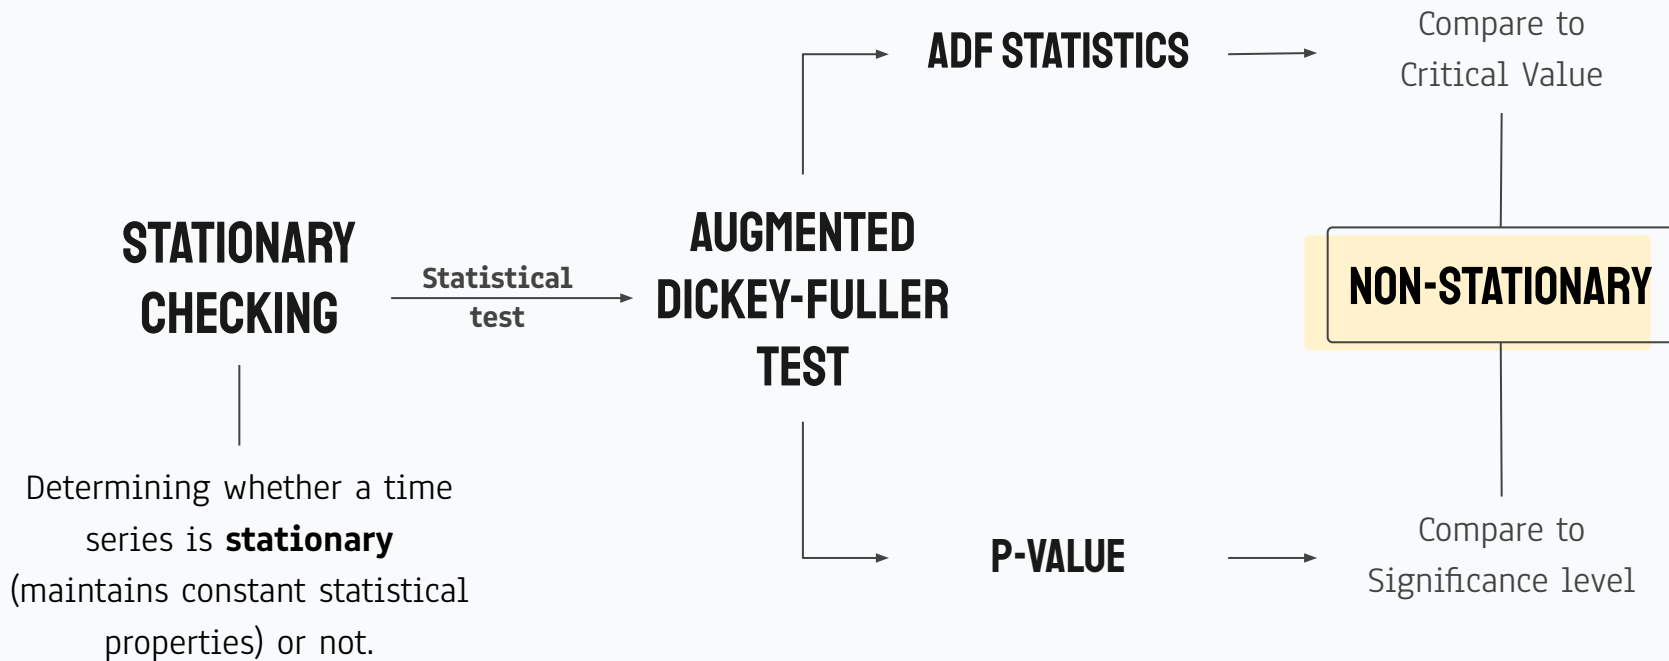 STATIONARY
CHECKING
Determining whether a time
series is stationary
(maintains constant statistical
properties) or not.
Statistical
test
AUGMENTED
DICKEY-FULLER
TEST
ADF STATISTICS
Compare to
Critical Value
NON-STATIONARY
P-VALUE
Compare to
Significance level